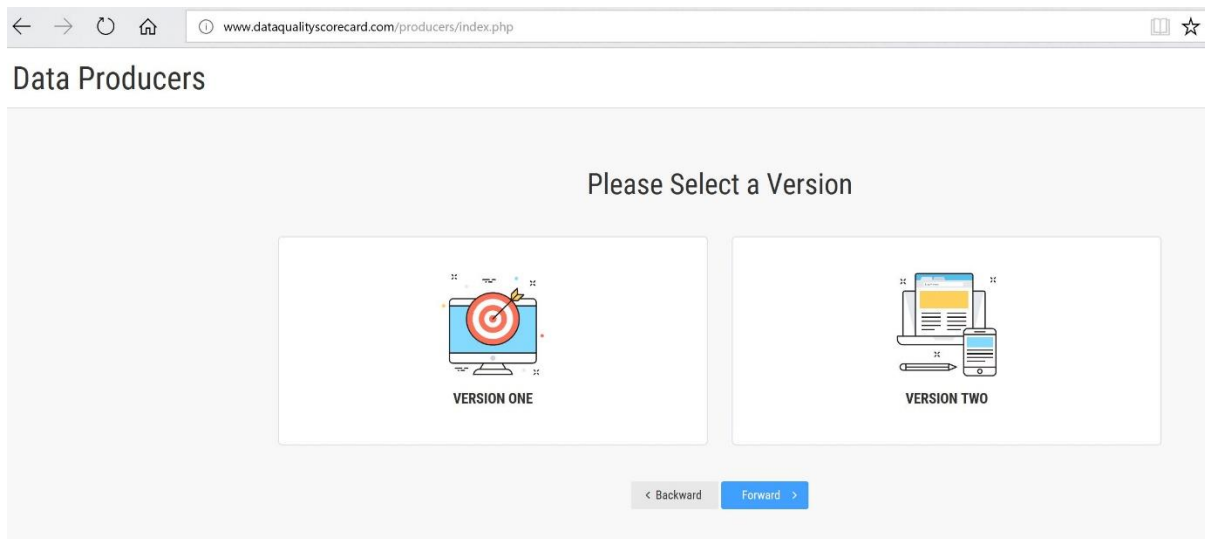 www.dataqualityscorecard.com/producers/index.php
Data Producers
Please Select a Version
VERSION ONE
VERSION TWO
< Backward
Forward >